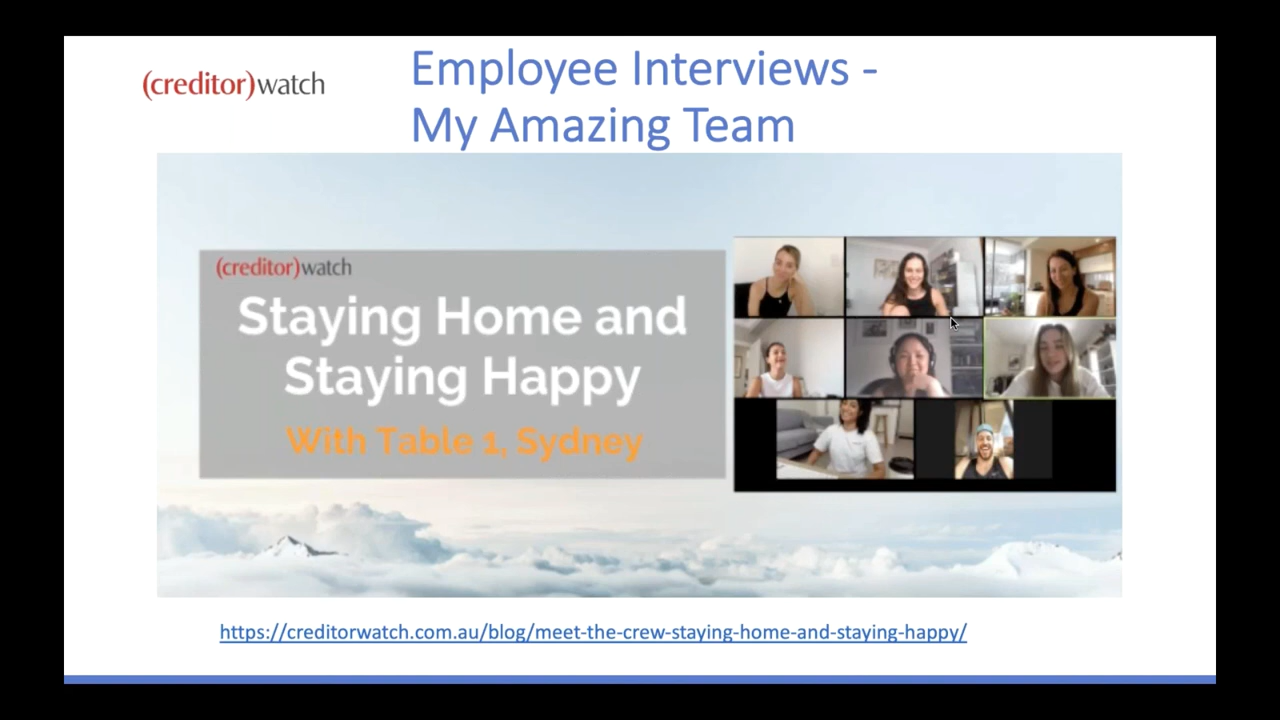 (creditor)watch
Employee Interviews -
My Amazing Team
(creditor)watch
Staying Home and
Staying Happy
With Table 1, Sydney
https://creditorwatch.com.au/blog/meet-the-crew-staying-home-and-staying-happy/